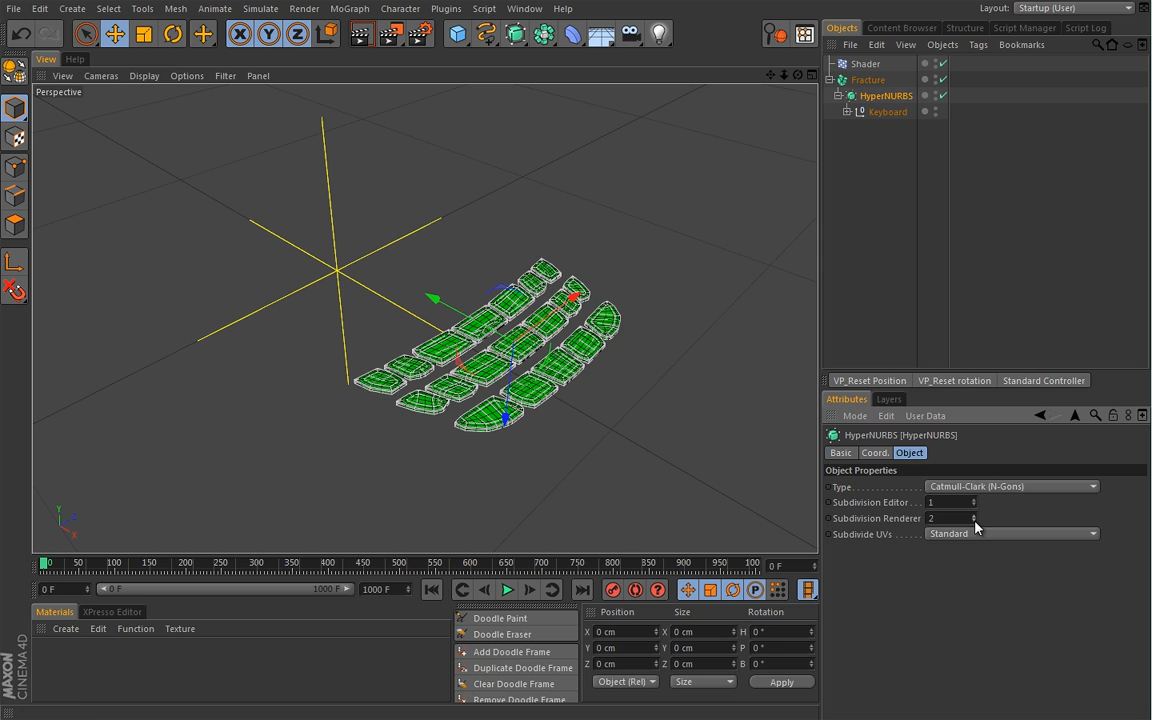 File Edit Create Select Tools Mesh Animate Simulate Render MoGraph Character Plugins Script Window Help Layout: Startup (User)
Objects Content Browser Structure Script Manager Script Log
View Help
File Edit View Objects Tags Bookmarks
View Cameras Display Options Filter Panel
Perspective
Shader
Fracture
HyperNURBS
Keyboard
VP_Reset Position VP_Reset rotation Standard Controller
Attributes Layers
Mode Edit User Data
HyperNURBS [HyperNURBS]
Basic Coord. Object
Object Properties
Type Catmull-Clark (N-Gons)
Subdivision Editor 1
Subdivision Renderer 2
Subdivide UVs Standard
Y
Z
X
0 50 100 150 200 250 300 350 400 450 500 550 600 650 700 750 800 850 900 950 1000 0 F
0 F 0 F 1000 F 1000 F
Materials XPresso Editor
Create Edit Function Texture
Doodle Paint
Doodle Eraser
Add Doodle Frame
Duplicate Doodle Frame
Clear Doodle Frame
Remove Doodle Frame
Position Size Rotation
X 0 cm X 0 cm H 0 °
Y 0 cm Y 0 cm P 0 °
Z 0 cm Z 0 cm B 0 °
Object (Rel) Size Apply
MAXON
CINEMA 4D